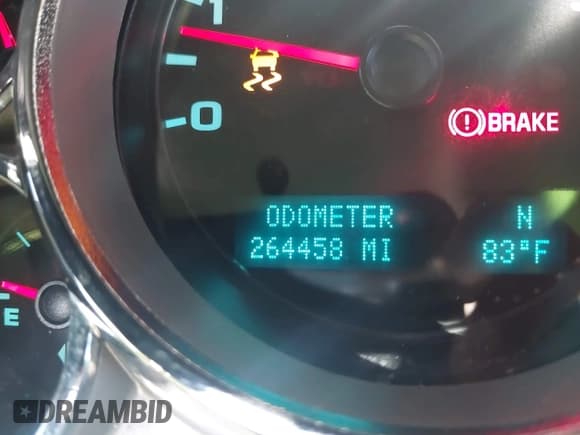 1
0
BRAKE
ODOMETER
264458 MI
N
83°F
E
DREAMBID